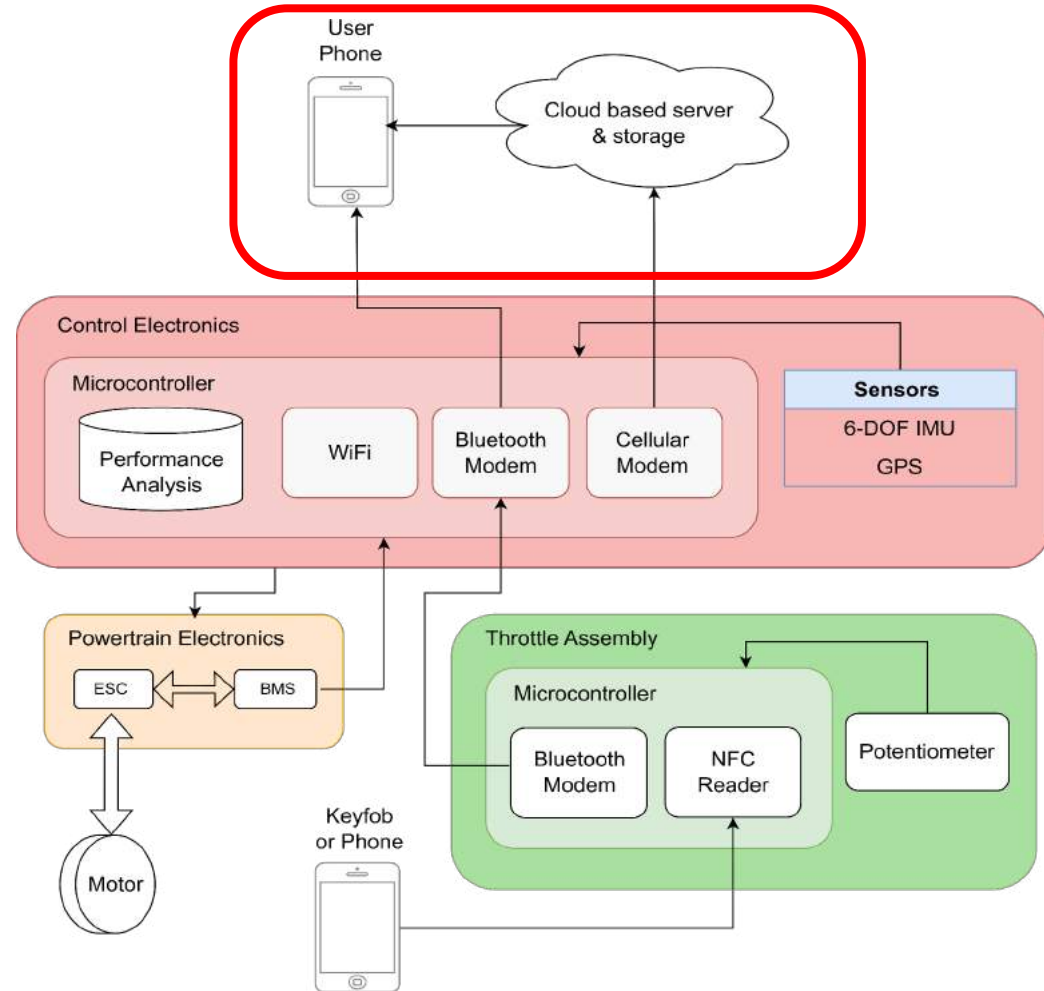 User
Phone
Cloud based server
& storage
Control Electronics
Microcontroller
Performance
Analysis
WiFi
Bluetooth
Modem
Cellular
Modem
Sensors
6-DOF IMU
GPS
Powertrain Electronics
ESC
BMS
Motor
Throttle Assembly
Microcontroller
Bluetooth
Modem
NFC
Reader
Potentiometer
Keyfob
or Phone